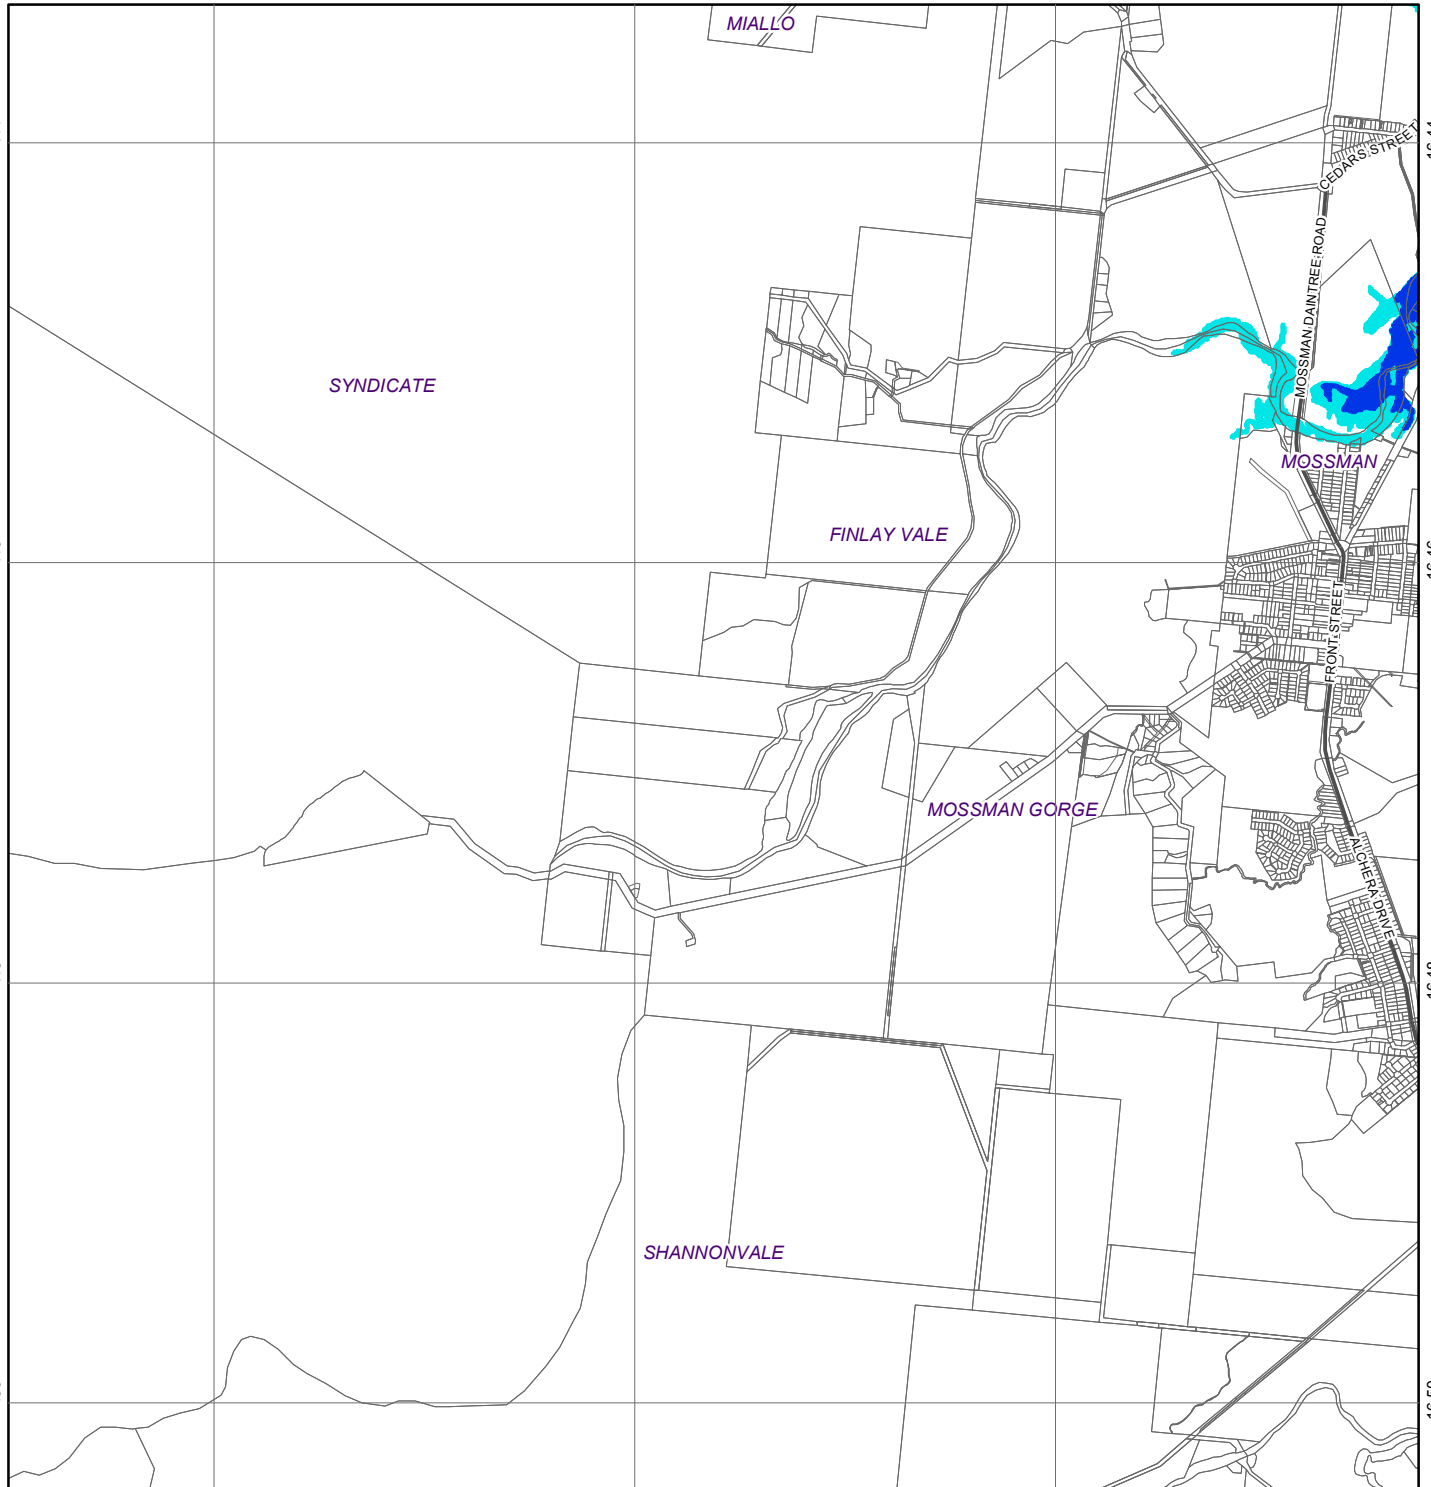 MIALLO
CEDARS STREET
MOSSMAN DAINTREE ROAD
SYNDICATE
MOSSMAN
FINLAY VALE
FRONT STREET
MOSSMAN GORGE
ALCHERA DRIVE
SHANNONVALE